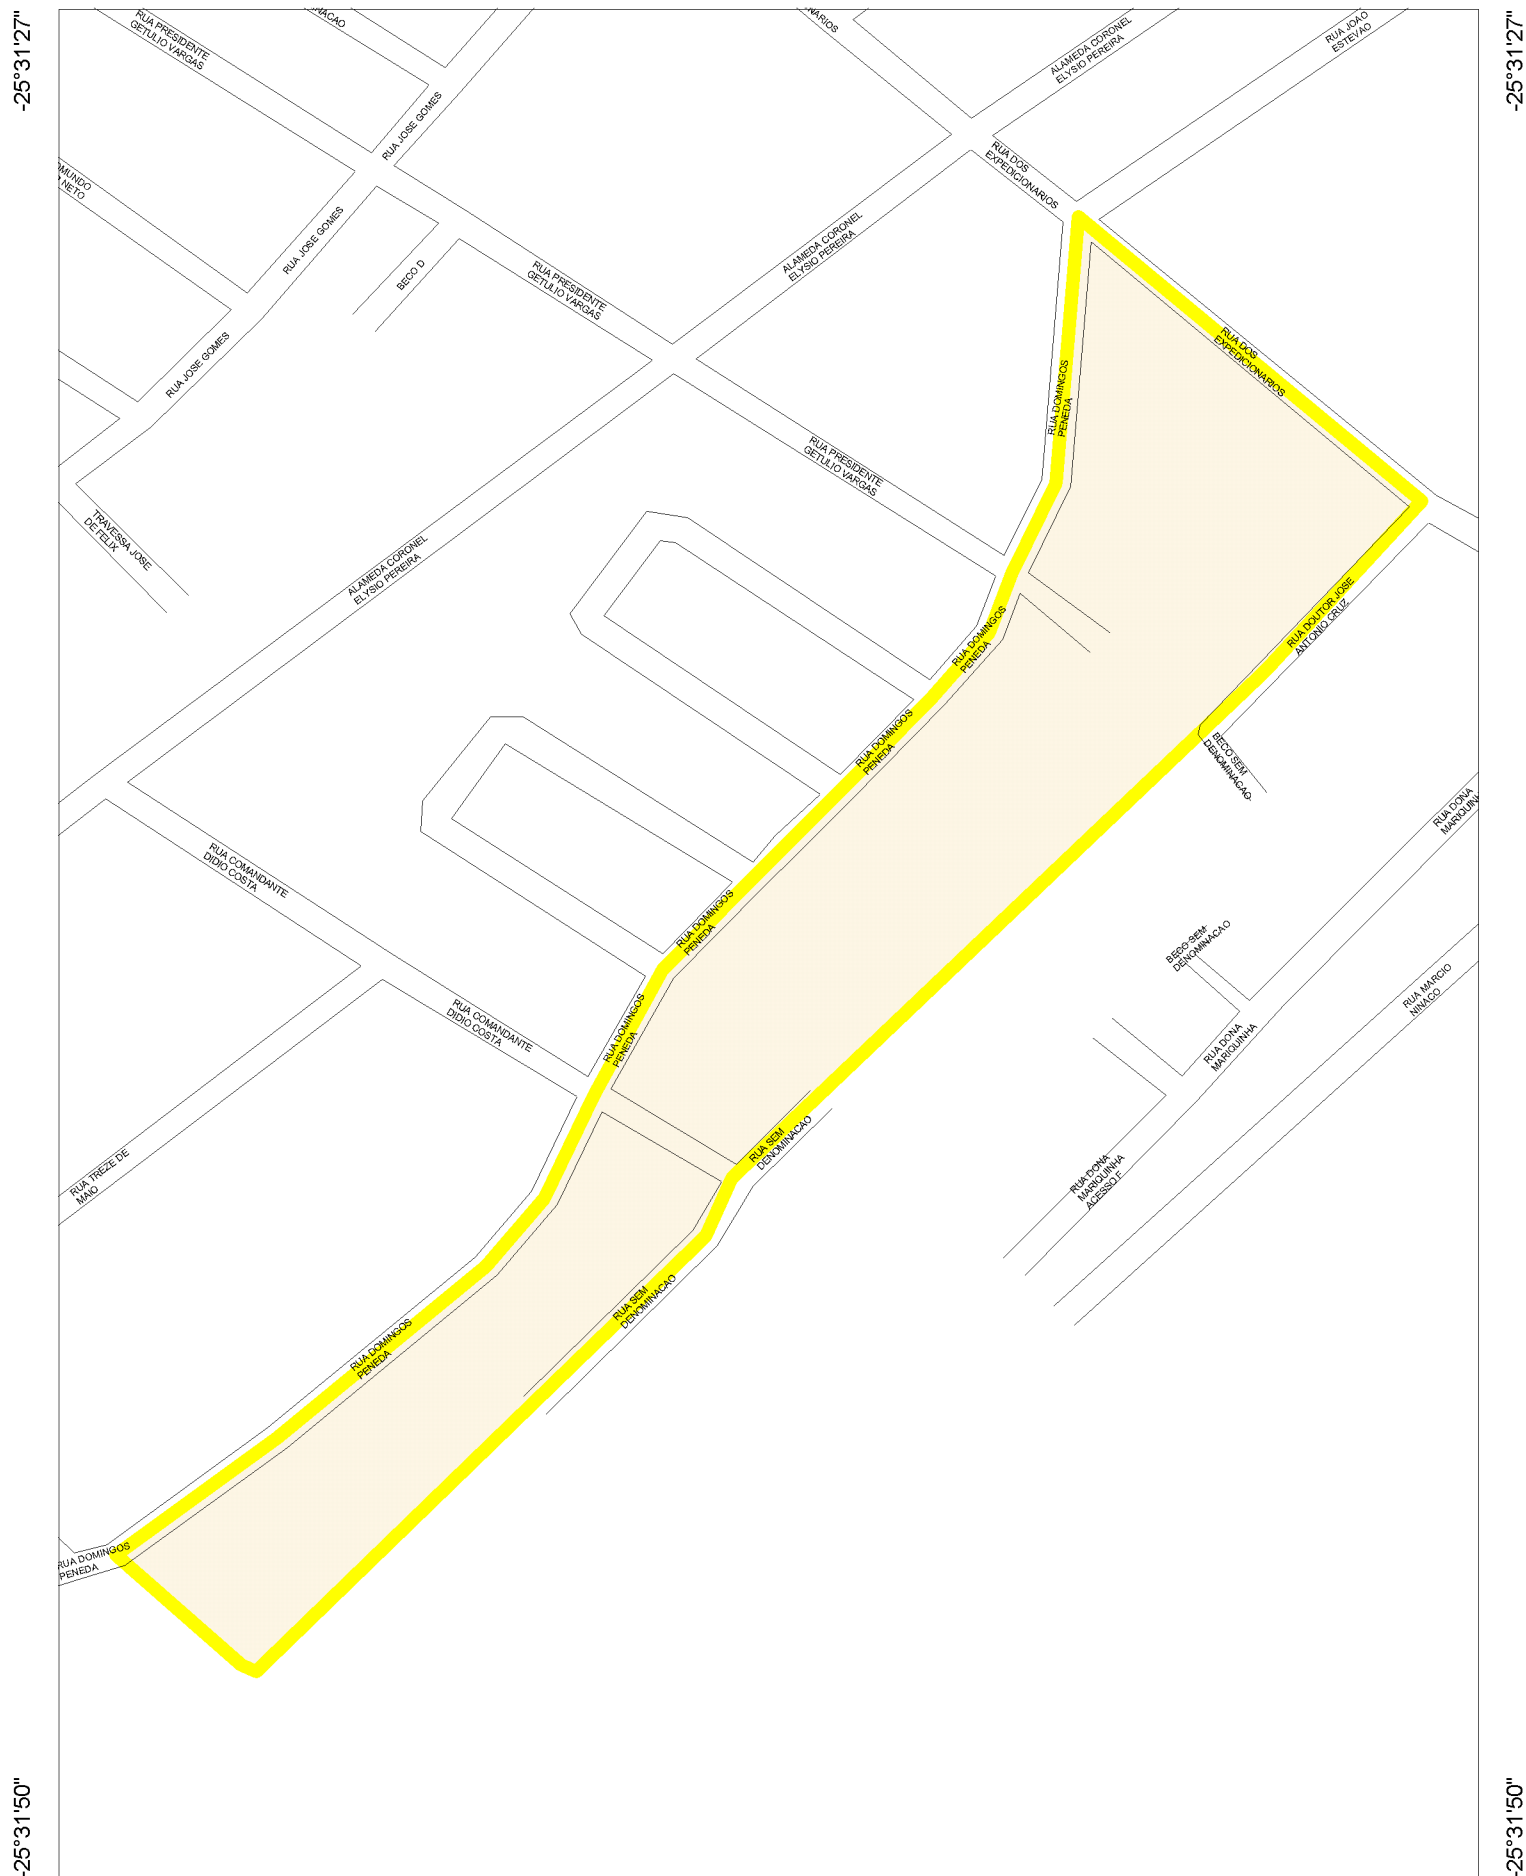 -25°31'27"
-25°31'27"
RUA PRESIDENTE
GETULIO VARGAS
ALAMEDA CORONEL
ELYSIO PEREIRA
RUA JOAO
ESTEVAO
RUA JOSE GOMES
RUA DOS
EXPEDICIONARIOS
NETO
RUA JOSE GOMES
ALAMEDA CORONEL
ELYSIO PEREIRA
BECO D
RUA PRESIDENTE
GETULIO VARGAS
RUA JOSE GOMES
RUA DOS
EXPEDICIONARIOS
RUA DOMINGOS
PENEDA
RUA PRESIDENTE
GETULIO VARGAS
TRAVESSA JOSE
DE FELIX
ALAMEDA CORONEL
ELYSIO PEREIRA
RUA DOUTOR JOSE
ANTONIO CRUZ
RUA DOMINGOS
PENEDA
RUA DOMINGOS
PENEDA
BECO SEM
DENOMINACAO
RUA DONA
RUA COMANDANTE
DIDIO COSTA
RUA DOMINGOS
PENEDA
BECO SEM
DENOMINACAO
RUA MARCIO
NINACO
RUA COMANDANTE
DIDIO COSTA
RUA DOMINGOS
PENEDA
RUA DONA
MARIQUINHA
RUA SEM
DENOMINACAO
RUA TREZE DE
MAIO
RUA DONA
MARIQUINHA
ACESSO F
RUA SEM
DENOMINACAO
RUA DOMINGOS
PENEDA
RUA DOMINGOS
PENEDA
-25°31'50"
-25°31'50"